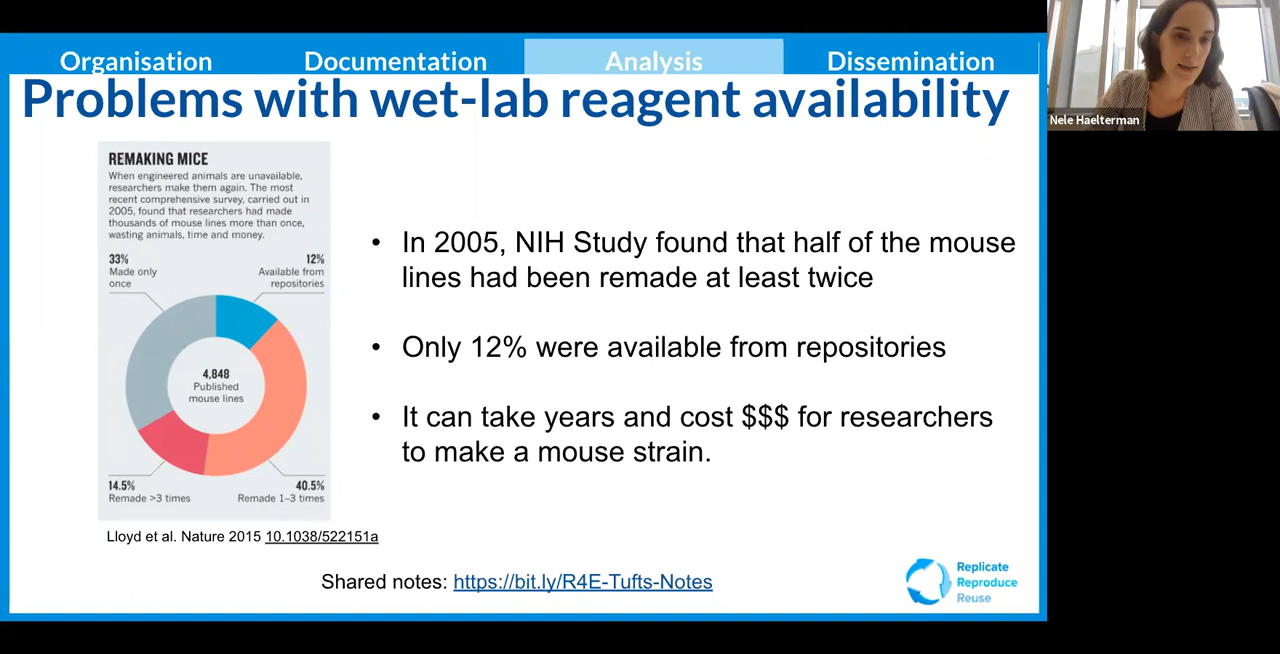 Organisation Documentation Analysis Dissemination
Problems with wet-lab reagent availability
Nele Haelterman
REMAKING MICE
When engineered animals are unavailable,
researchers make them again. The most
recent comprehensive survey, carried out in
2005, found that researchers had made
thousands of mouse lines more than once,
wasting animals, time and money.
33%
Made only
once
12%
Available from
repositories
4,848
Published
mouse lines
14.5%
Remade >3 times
40.5%
Remade 1–3 times
Lloyd et al. Nature 2015 10.1038/522151a
• In 2005, NIH Study found that half of the mouse
lines had been remade at least twice
• Only 12% were available from repositories
• It can take years and cost $$$ for researchers
to make a mouse strain.
Shared notes: https://bit.ly/R4E-Tufts-Notes
Replicate
Reproduce
Reuse